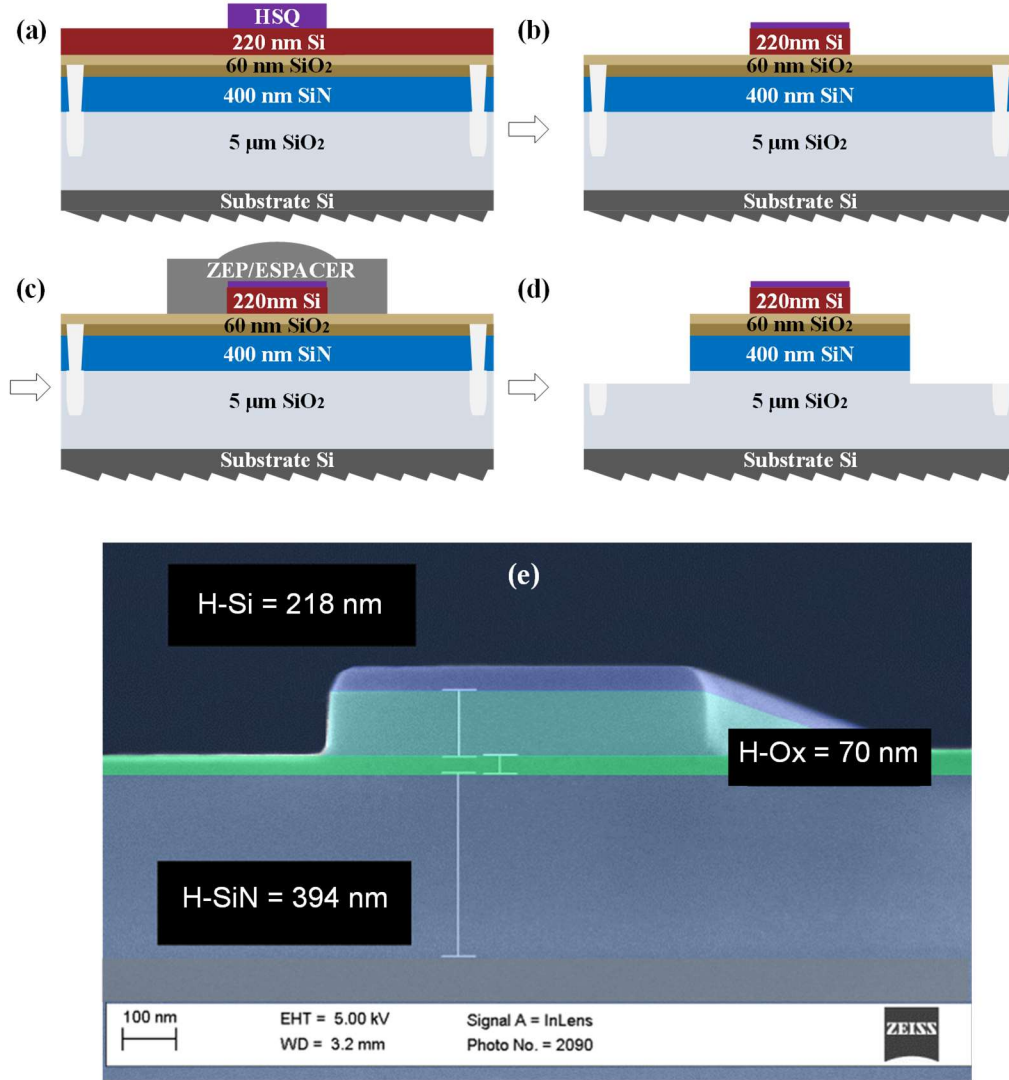 (a)
HSQ
220 nm Si
60 nm SiO₂
400 nm SiN
5 μm SiO₂
Substrate Si
(b)
220nm Si
60 nm SiO₂
400 nm SiN
5 μm SiO₂
Substrate Si
(c)
ZEP/ESPACER
220nm Si
60 nm SiO₂
400 nm SiN
5 μm SiO₂
Substrate Si
(d)
220nm Si
60 nm SiO₂
400 nm SiN
5 μm SiO₂
Substrate Si
(e)
H-Si = 218 nm
H-Ox = 70 nm
H-SiN = 394 nm
100 nm
EHT = 5.00 kV
Signal A = InLens
WD = 3.2 mm
Photo No. = 2090
ZEISS